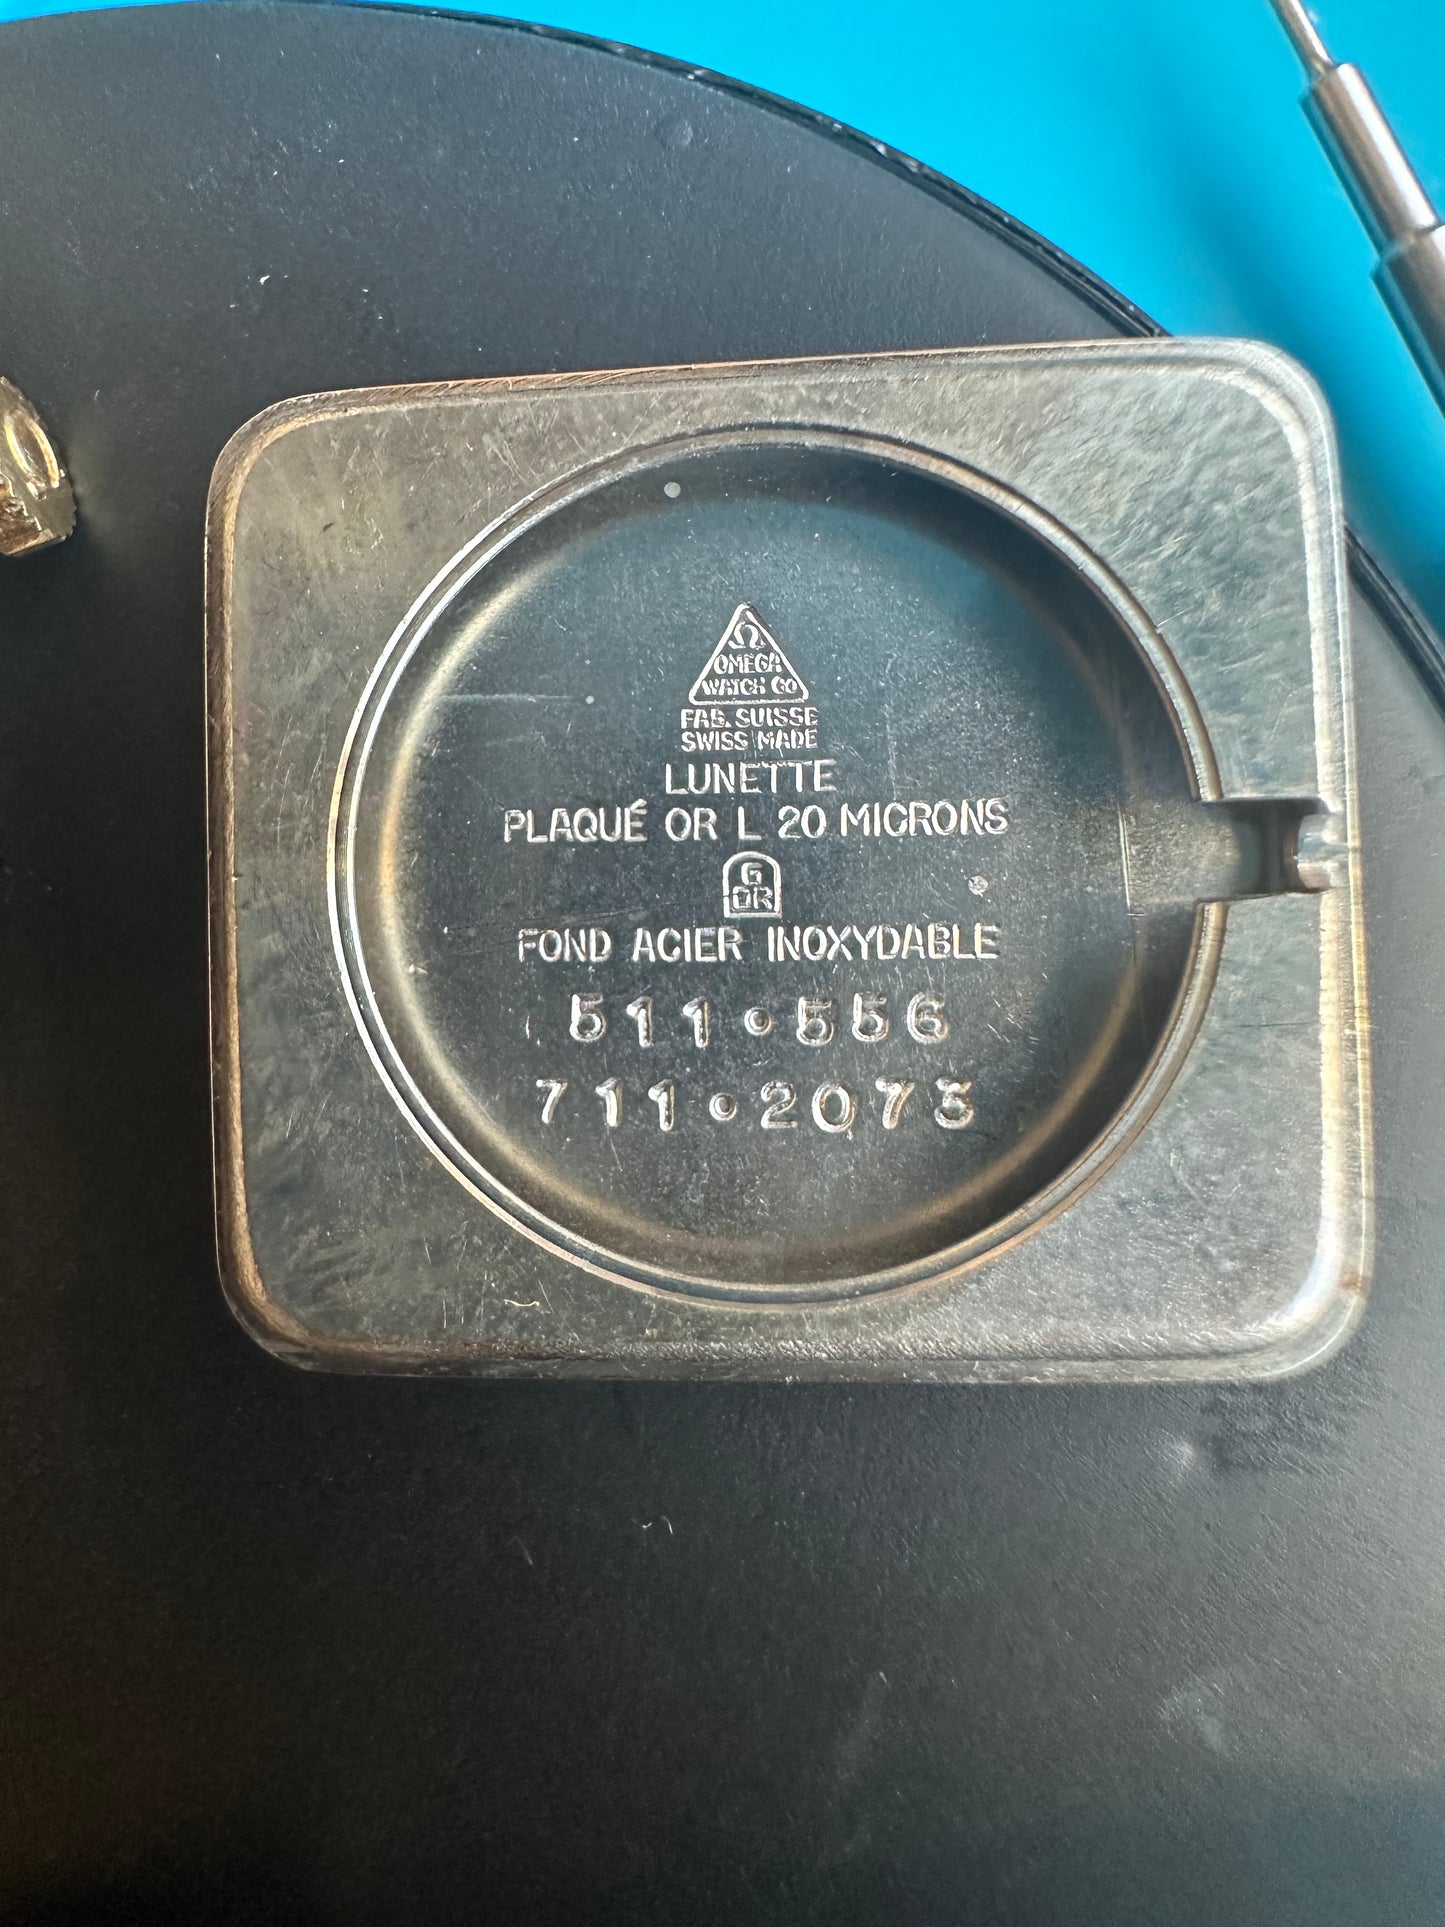 Ω
OMEGA
WATCH CO
FAB. SUISSE
SWISS MADE
LUNETTE
PLAQUÉ OR L 20 MICRONS
G
OR
FOND ACIER INOXYDABLE
511.556
711.2073